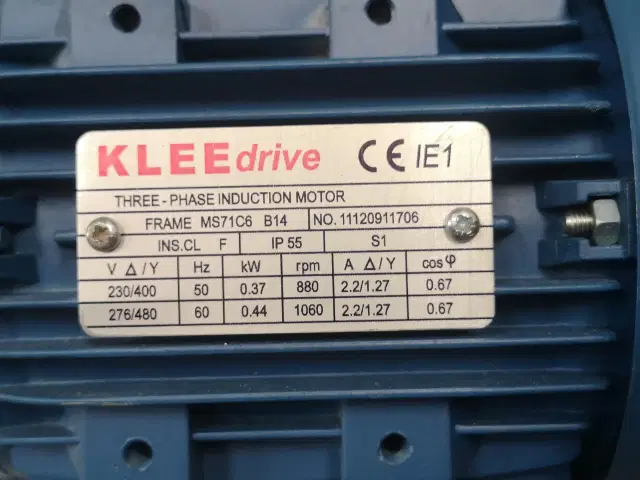 KLEEdrive CE IE1
THREE - PHASE INDUCTION MOTOR
FRAME MS71C6 B14 NO. 11120911706
INS.CL F IP 55 S1
V Δ / Y Hz kW rpm A Δ / Y cosφ
230/400 50 0.37 880 2.2/1.27 0.67
276/480 60 0.44 1060 2.2/1.27 0.67